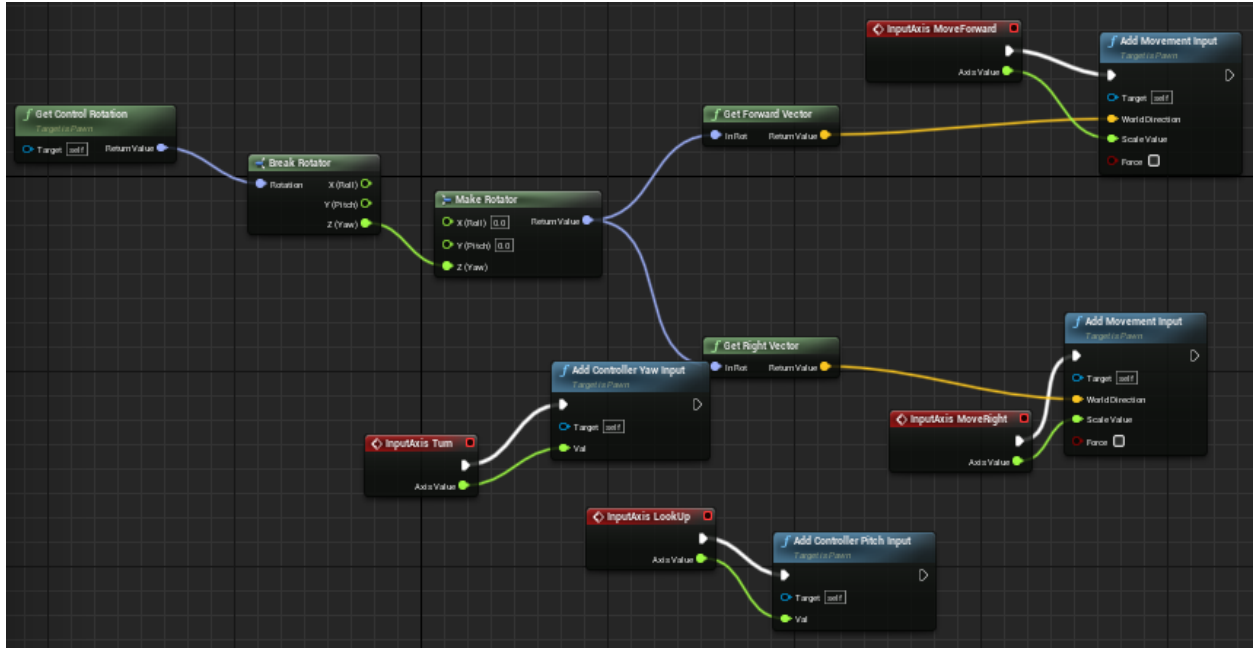 InputAxis MoveForward
Axis Value
Add Movement Input
Target is Pawn
Target self
World Direction
Scale Value
Force
Get Control Rotation
Target is Pawn
Target self Return Value
Break Rotator
Rotation X (Roll)
Y (Pitch)
Z (Yaw)
Make Rotator
X (Roll) 0.0 Return Value
Y (Pitch) 0.0
Z (Yaw)
Get Forward Vector
In Rot Return Value
Get Right Vector
In Rot Return Value
Add Movement Input
Target is Pawn
Target self
World Direction
Scale Value
Force
InputAxis MoveRight
Axis Value
Add Controller Yaw Input
Target is Pawn
Target self
Val
InputAxis Turn
Axis Value
InputAxis LookUp
Axis Value
Add Controller Pitch Input
Target is Pawn
Target self
Val